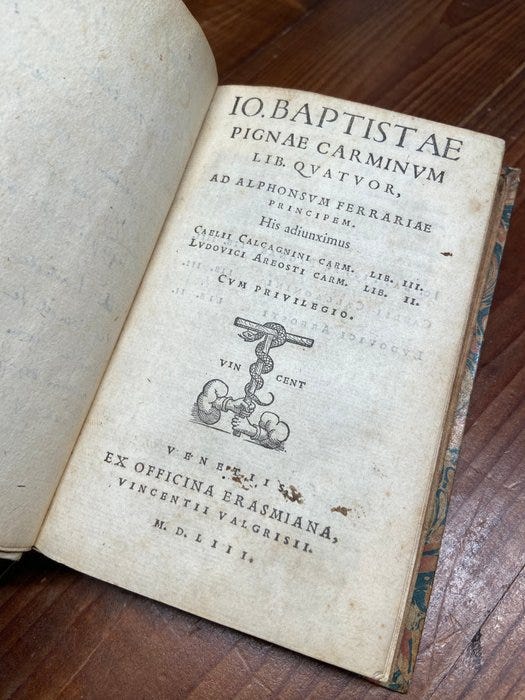 IO. BAPTISTAE
PIGNAE CARMINVM
LIB. QVATVOR,
AD ALPHONSVM FERRARIAE
PRINCIPEM.
His adiunximus
CAELII CALCAGNINI CARM. LIB. III.
LVDOVICI AREOSTI CARM. LIB. II.
CVM PRIVILEGIO.
VIN CENT
VENETIIS
EX OFFICINA ERASMIANA,
VINCENTII VALGRISII.
M. D. LIII.